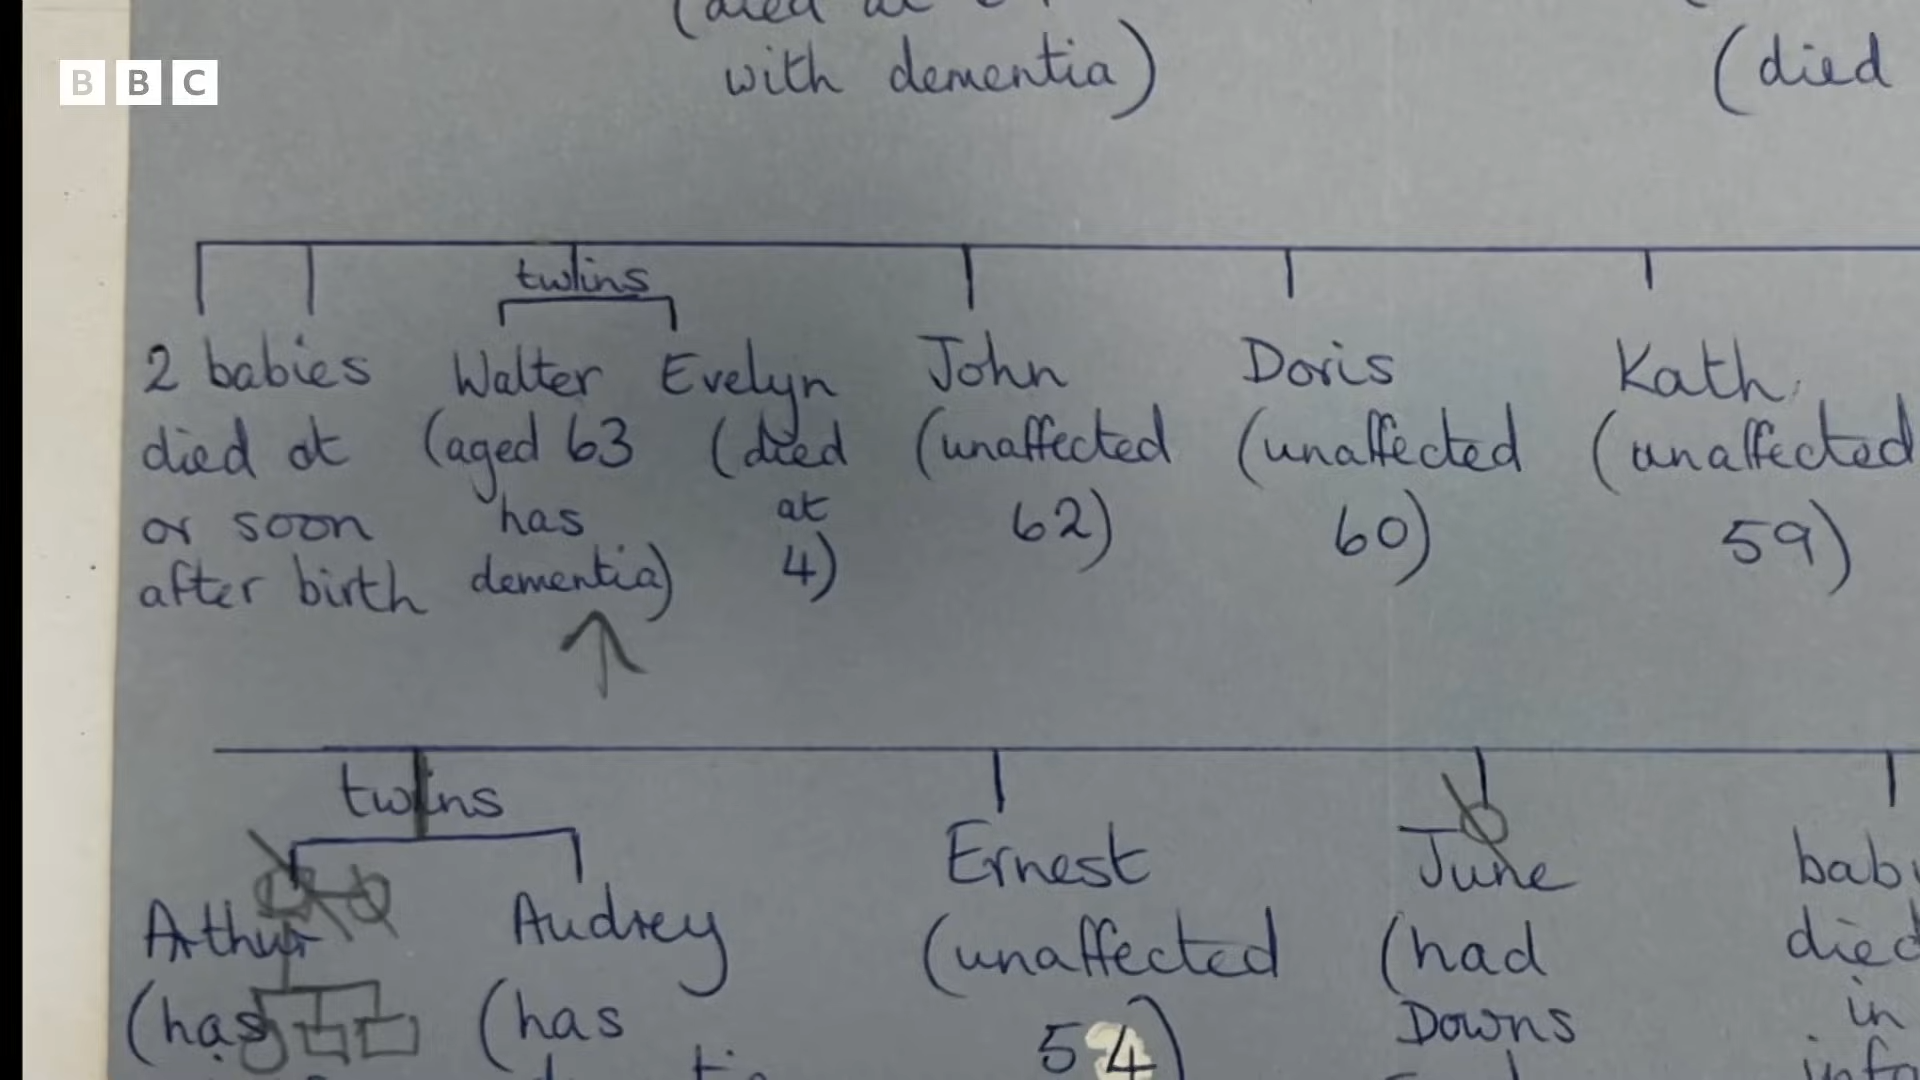 BBC
with dementia)
(died
twins
2 babies
died at
or soon
after birth
Walter
(aged 63
has
dementia)
Evelyn
(died
at
4)
John
(unaffected
62)
Doris
(unaffected
60)
Kath
(unaffected
59)
twins
Arthur
(has
Audrey
(has
Ernest
(unaffected
54)
June
(had
Downs
died
in